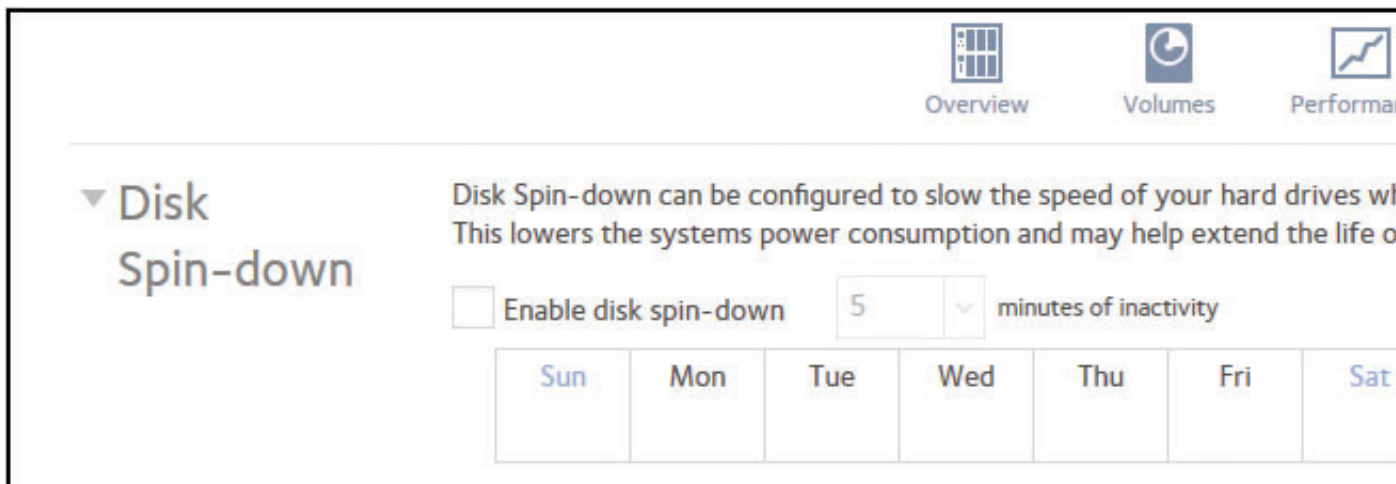 Overview Volumes
Disk
Spin-down
Disk Spin-down can be configured to slow the speed of your hard drives
This lowers the systems power consumption and may help extend the life
Enable disk spin-down 5 minutes of inactivity
Sun Mon Tue Wed Thu Fri Sat